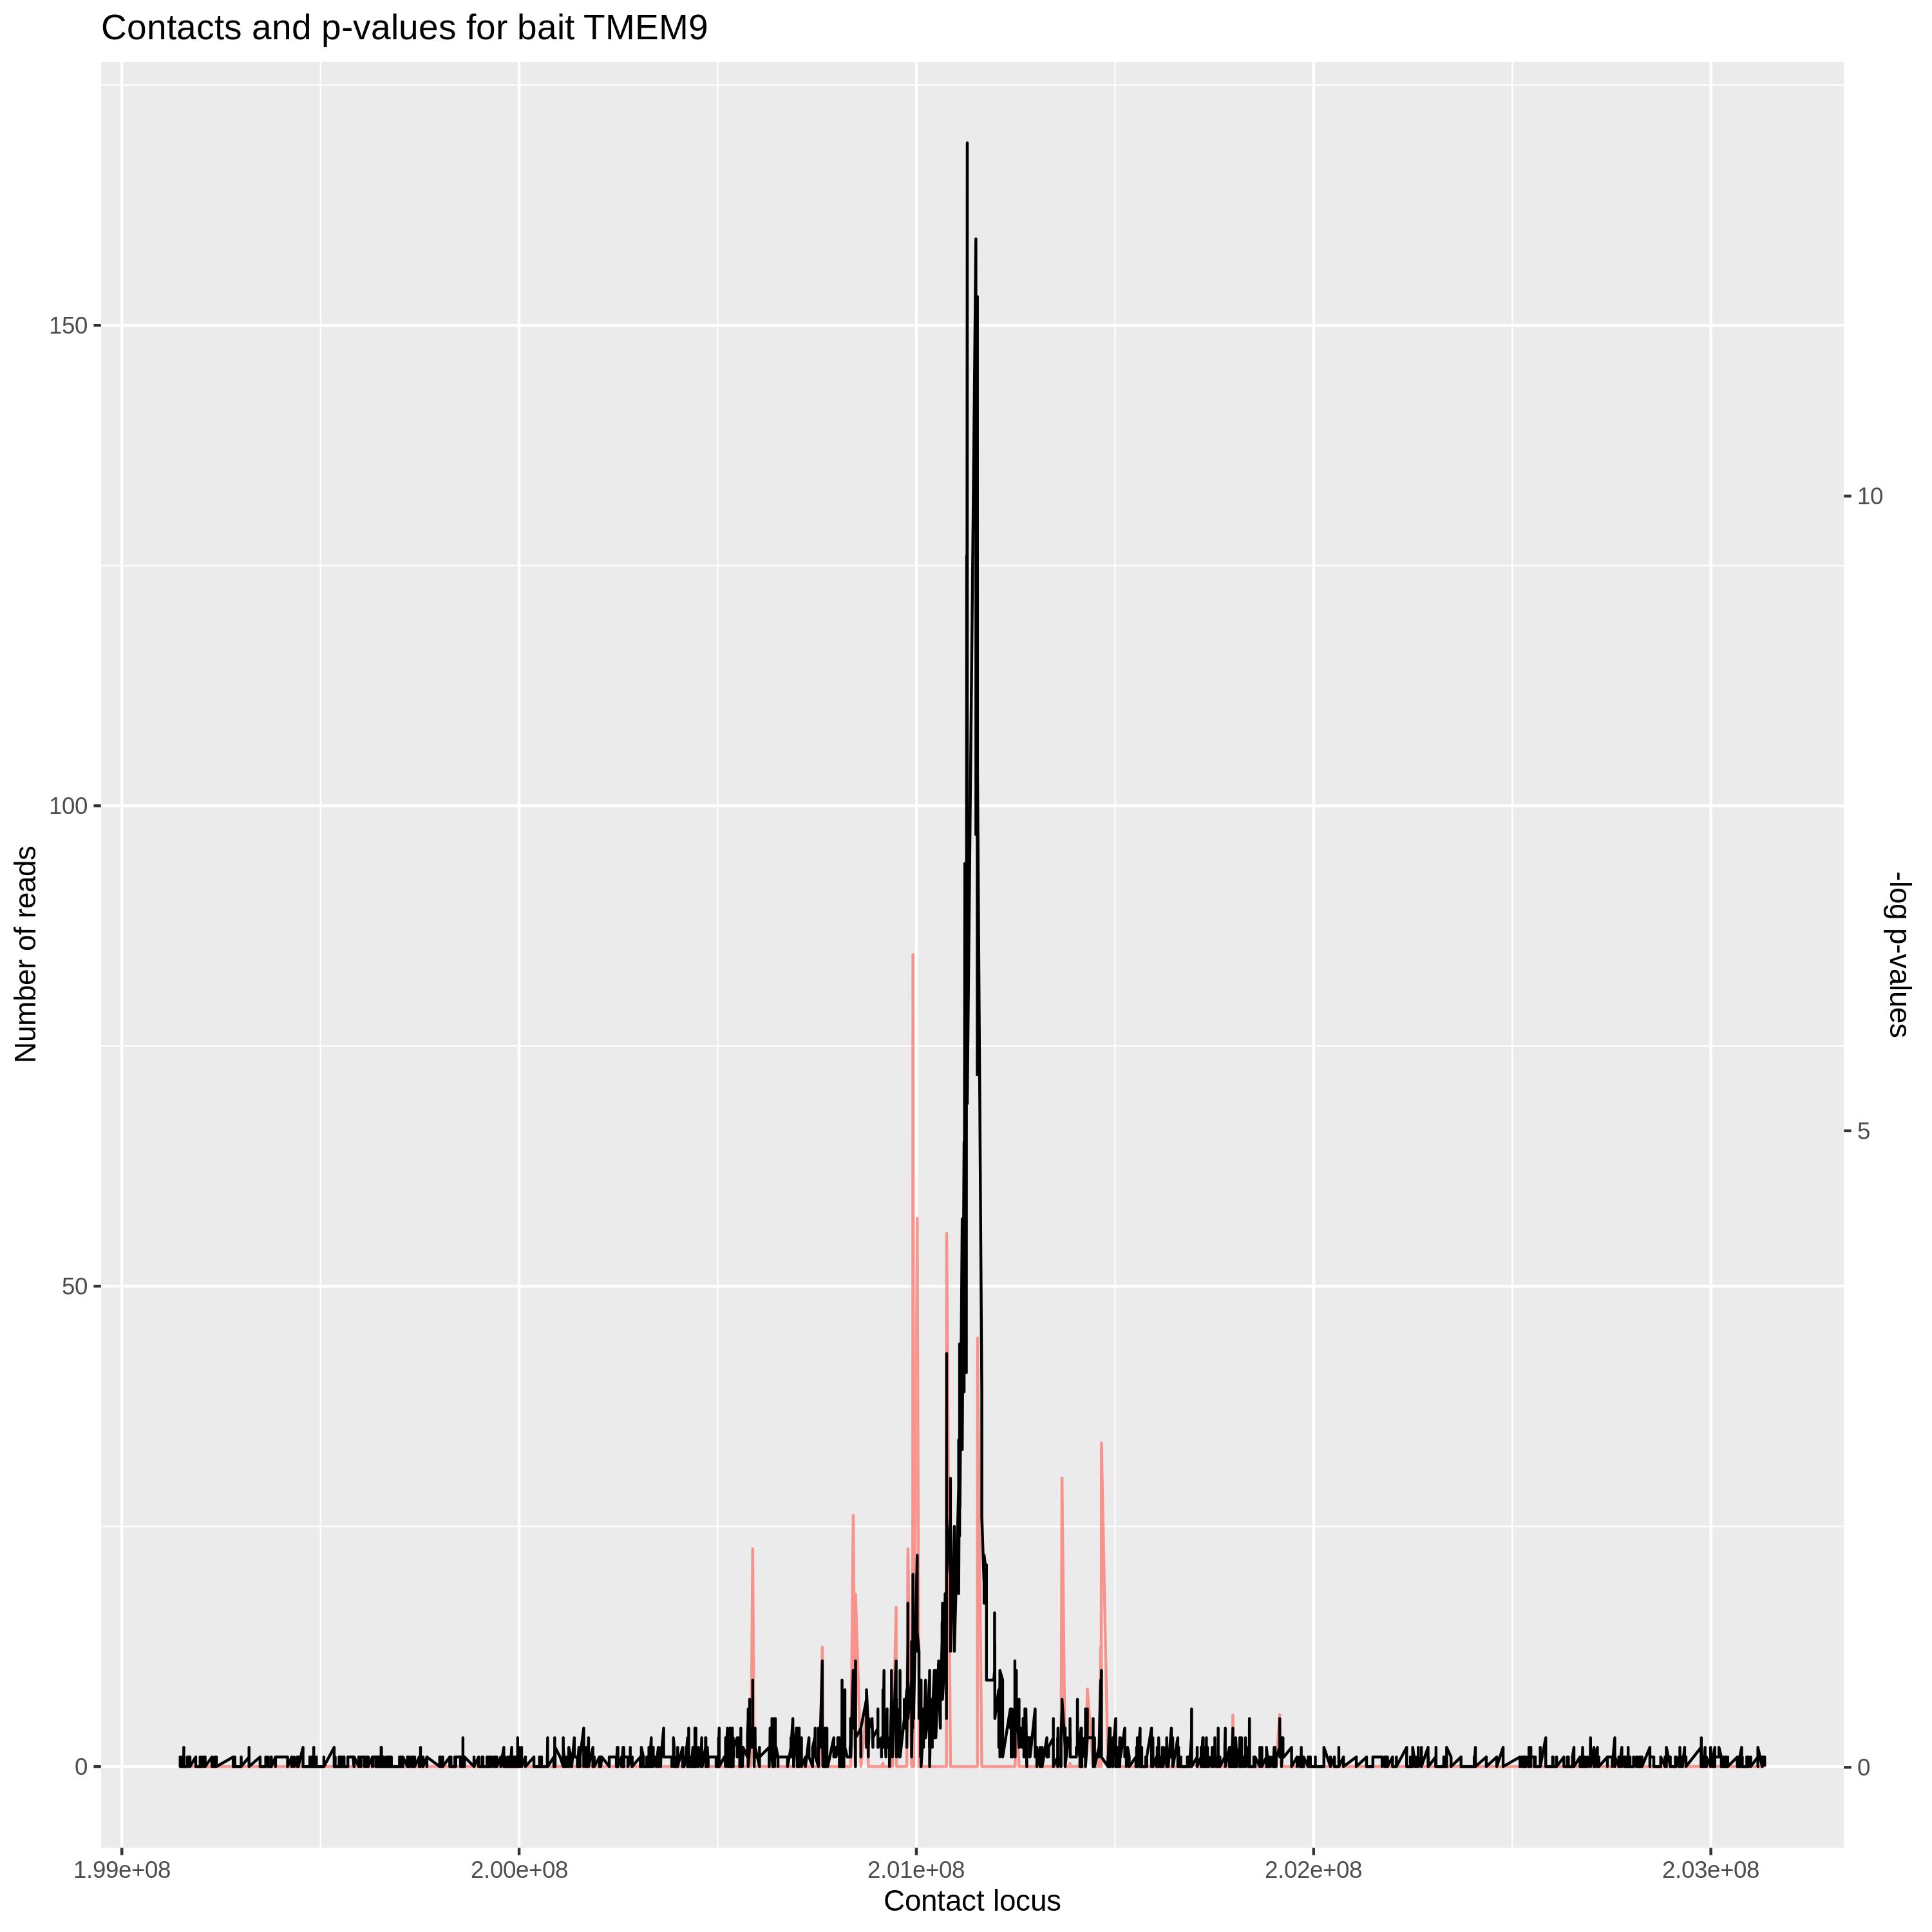 Contacts and p-values for bait TMEM9
150
100
50
0
10
5
0
Number of reads
-log p-values
1.99e+08 2.00e+08 2.01e+08 2.02e+08 2.03e+08
Contact locus